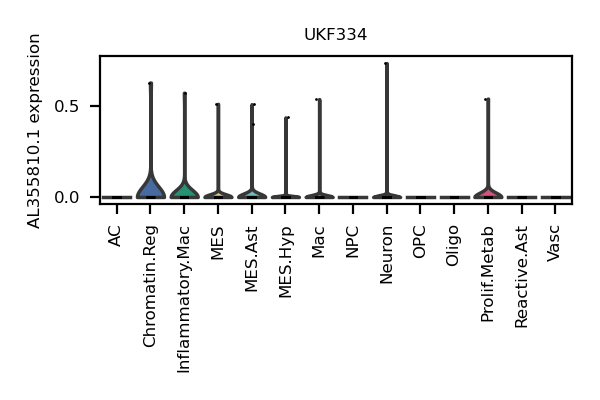 UKF334
AL355810.1 expression
0.5
0.0
AC
Chromatin.Reg
Inflammatory.Mac
MES
MES.Ast
MES.Hyp
Mac
NPC
Neuron
OPC
Oligo
Prolif.Metab
Reactive.Ast
Vasc